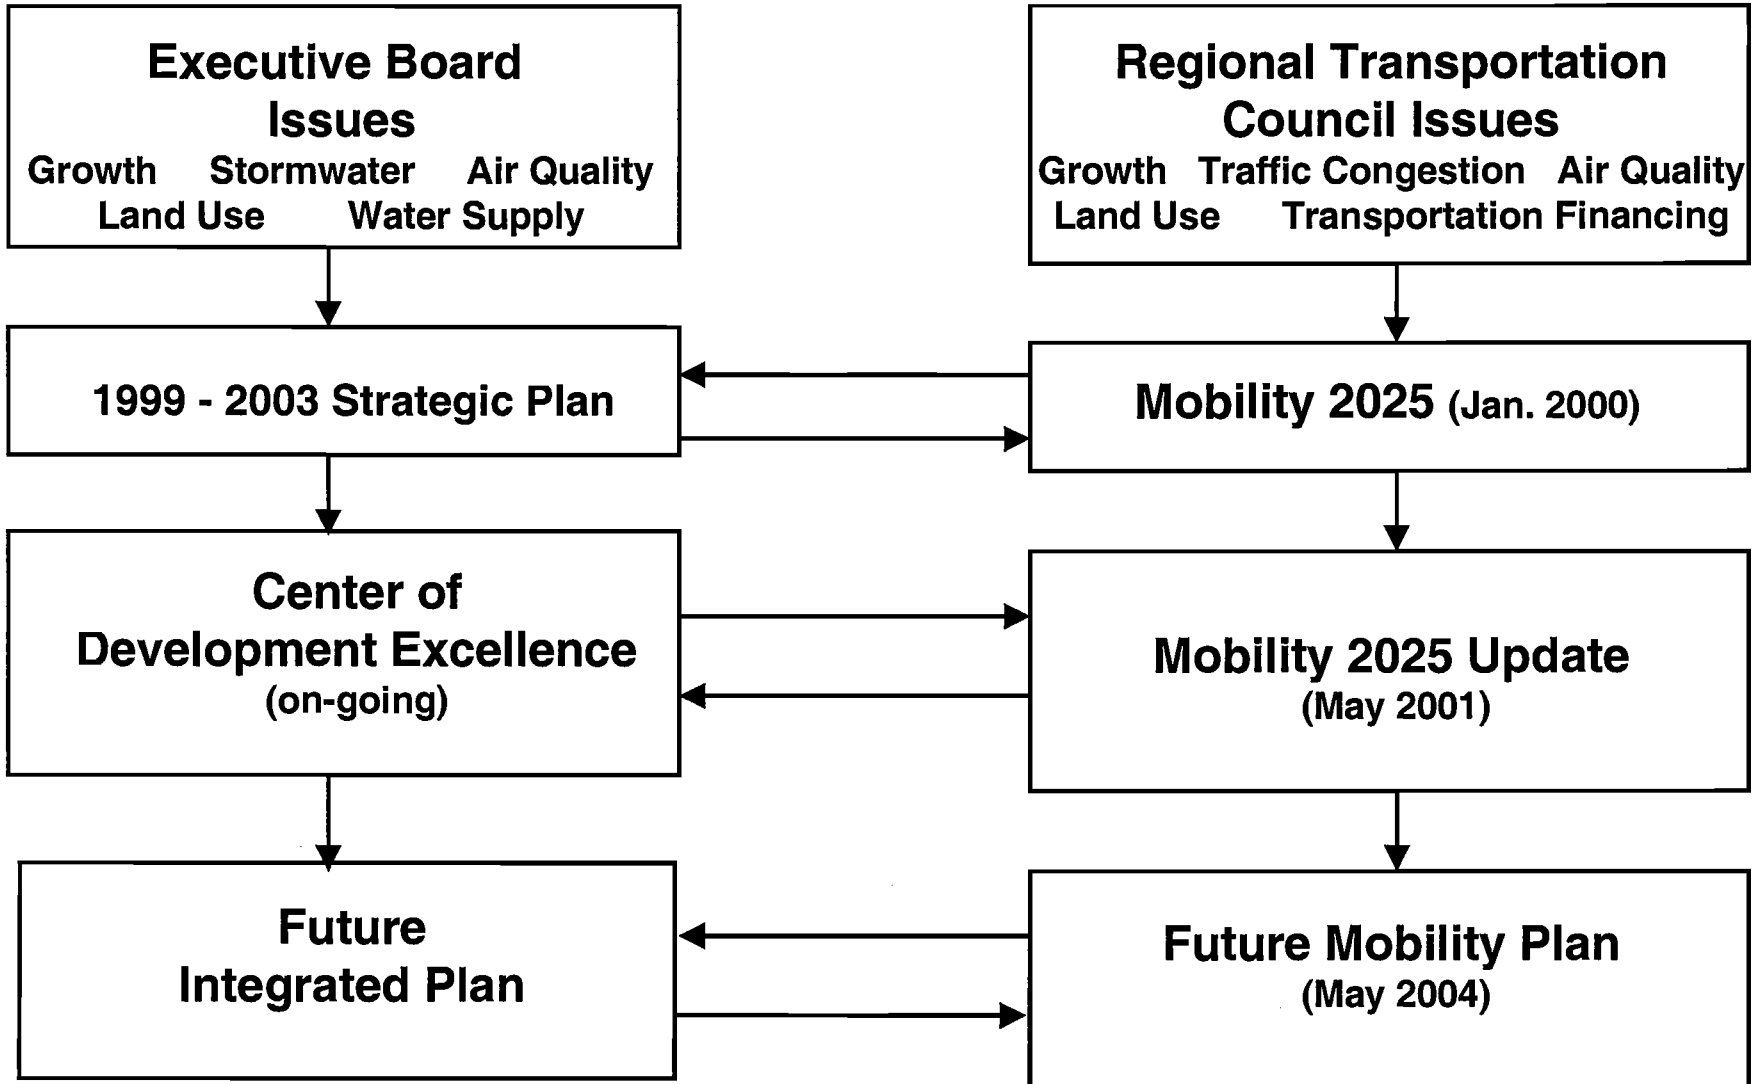 Executive Board
Issues
Growth Stormwater Air Quality
Land Use Water Supply
Regional Transportation
Council Issues
Growth Traffic Congestion Air Quality
Land Use Transportation Financing
1999 - 2003 Strategic Plan
Mobility 2025 (Jan. 2000)
Center of
Development Excellence
(on-going)
Mobility 2025 Update
(May 2001)
Future
Integrated Plan
Future Mobility Plan
(May 2004)